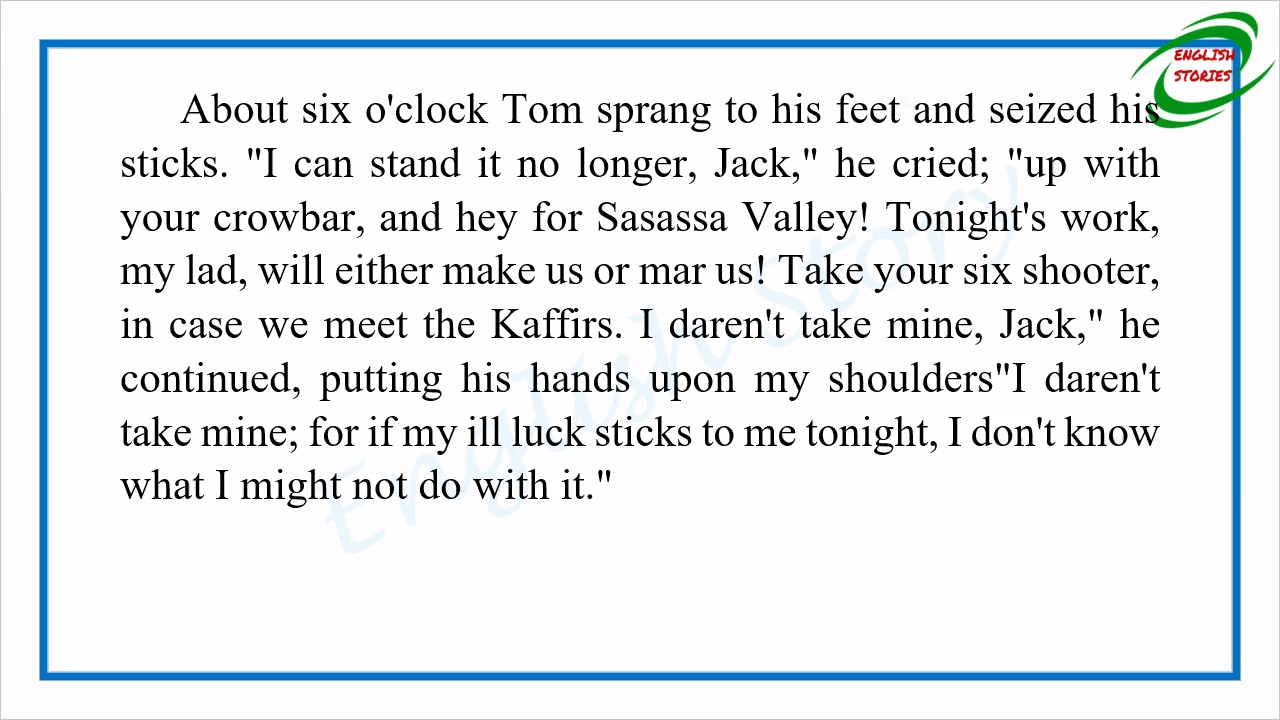 ENGLISH
STORIES
About six o'clock Tom sprang to his feet and seized his
sticks. "I can stand it no longer, Jack," he cried; "up with
your crowbar, and hey for Sasassa Valley! Tonight's work,
my lad, will either make us or mar us! Take your six shooter,
in case we meet the Kaffirs. I daren't take mine, Jack," he
continued, putting his hands upon my shoulders"I daren't
take mine; for if my ill luck sticks to me tonight, I don't know
what I might not do with it."
English Story